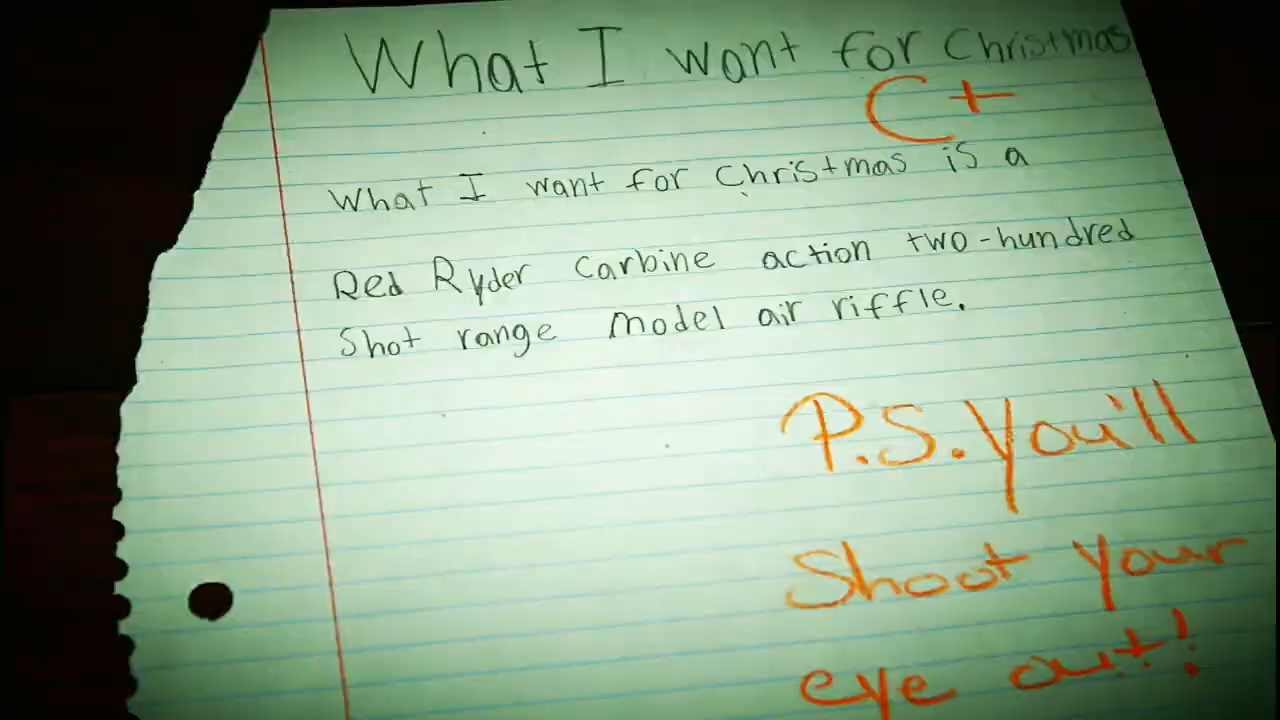 What I want for Christmas
C+
What I want for Christmas is a
Red Ryder Carbine action two-hundred
Shot range model air riffle.
P.S. You'll
Shoot your
eye out!